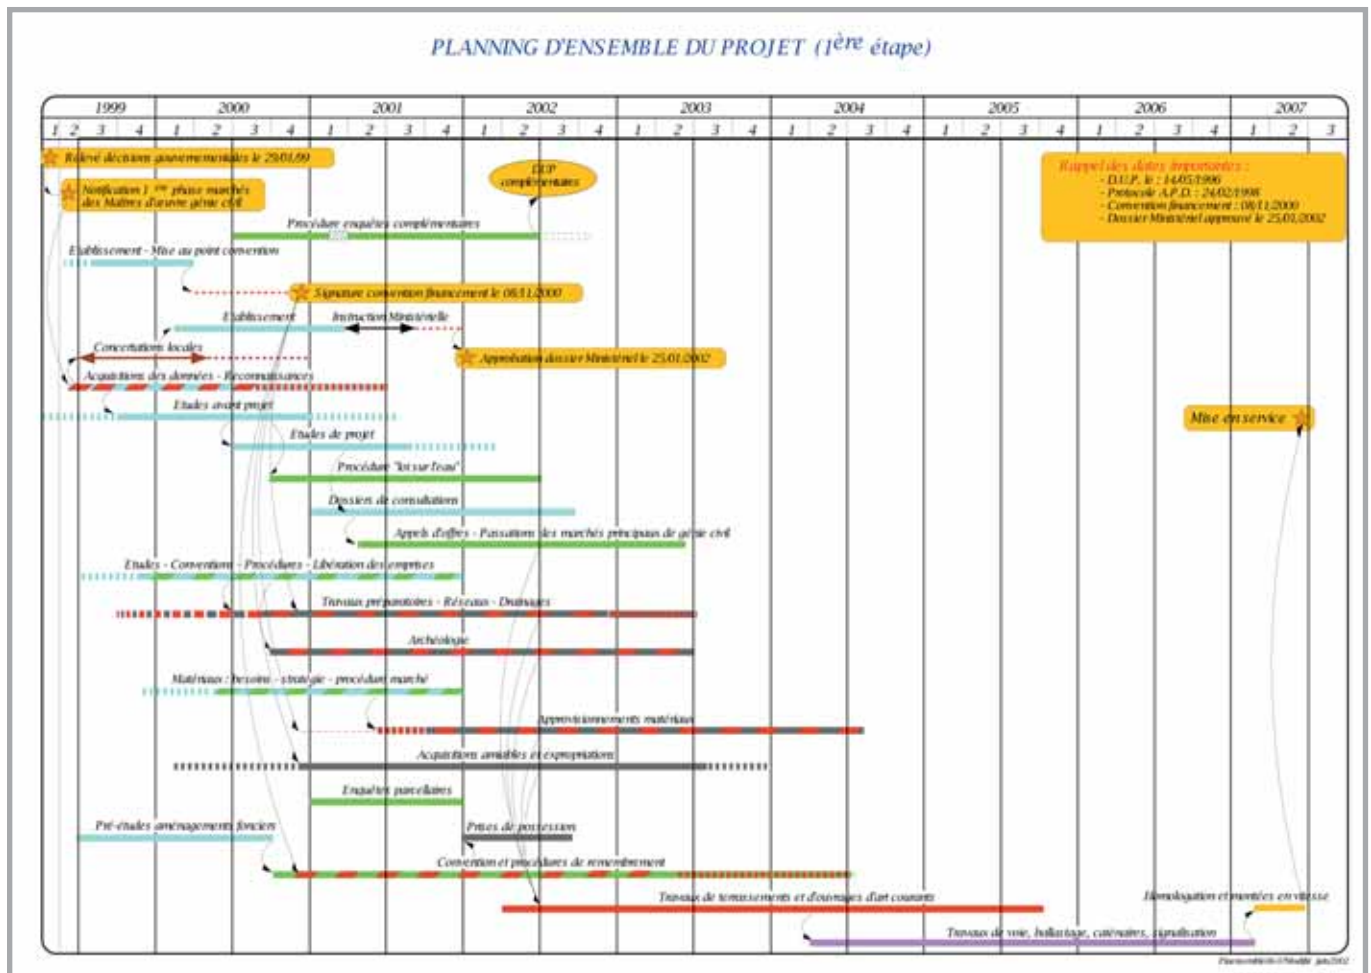 PLANNING D'ENSEMBLE DU PROJET (1ère étape)
1999 2000 2001 2002 2003 2004 2005 2006 2007
1 2 3 4 1 2 3 4 1 2 3 4 1 2 3 4 1 2 3 4 1 2 3 4 1 2 3 4 1 2 3 4 1 2 3
Relevé décisions gouvernementales le 29/01/99
DUP
complémentaires
Rappel des dates importantes :
- D.U.P. le : 14/05/1996
- Protocole A.P.D. : 24/02/1998
- Convention financement : 08/11/2000
- Dossier Ministériel approuvé le 25/01/2002
Notification 1ère phase marchés
des Maîtres d'œuvre génie civil
Procédure enquêtes complémentaires
Etablissement - Mise au point convention
Signature convention financement le 08/11/2000
Etablissement Instruction Ministérielle
Concertations locales
Approbation dossier Ministériel le 25/01/2002
Acquisitions des données - Reconnaissances
Etudes avant projet
Mise en service
Etudes de projet
Procédure "loi sur l'eau"
Dossiers de consultations
Appels d'offres - Passations des marchés principaux de génie civil
Etudes - Conventions - Procédures - Libération des emprises
Travaux préparatoires - Réseaux - Drainages
Archéologie
Matériaux : besoins - stratégie - procédure marché
Approvisionnements matériaux
Acquisitions amiables et expropriations
Enquêtes parcellaires
Pré-études aménagements fonciers
Prises de possession
Convention et procédures de remembrement
Travaux de terrassements et d'ouvrages d'art courants
Homologation et montées en vitesse
Travaux de voie, ballastage, caténaires, signalisation